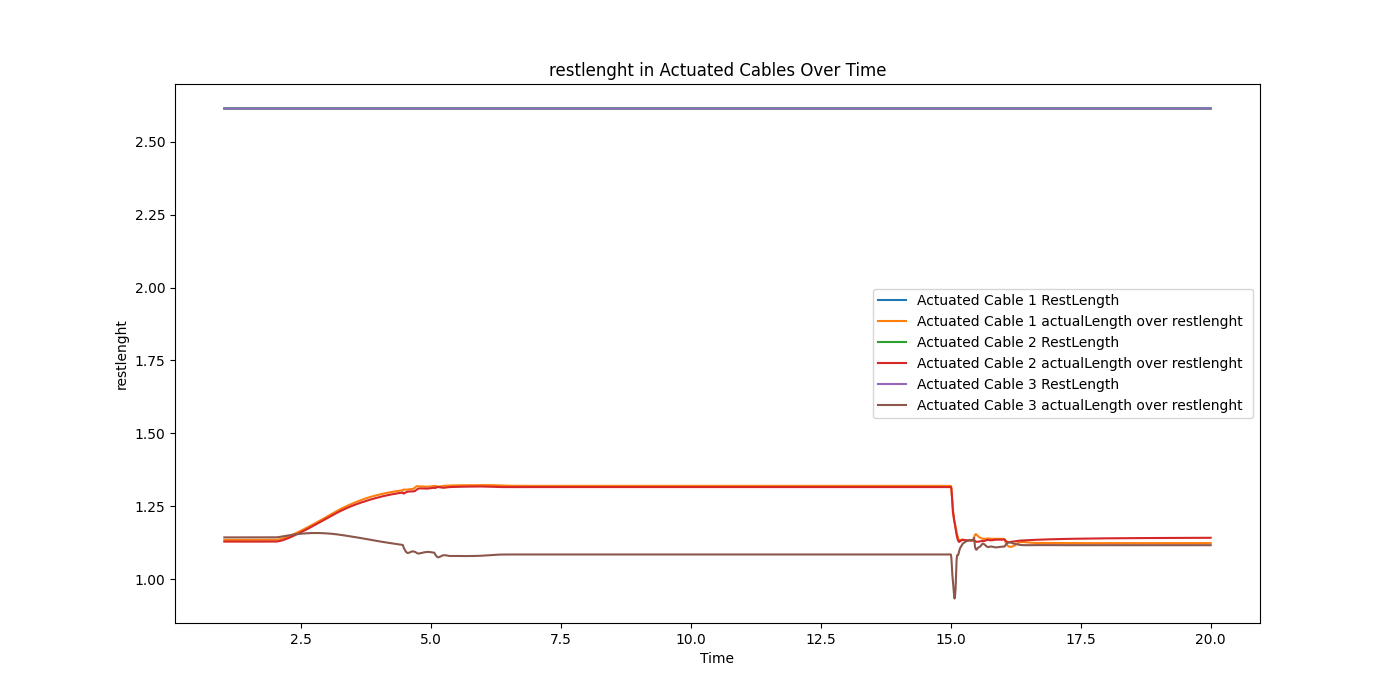 restlenght in Actuated Cables Over Time
restlenght
2.50
2.25
2.00
1.75
1.50
1.25
1.00
Actuated Cable 1 RestLength
Actuated Cable 1 actualLength over restlenght
Actuated Cable 2 RestLength
Actuated Cable 2 actualLength over restlenght
Actuated Cable 3 RestLength
Actuated Cable 3 actualLength over restlenght
2.5 5.0 7.5 10.0 12.5 15.0 17.5 20.0
Time